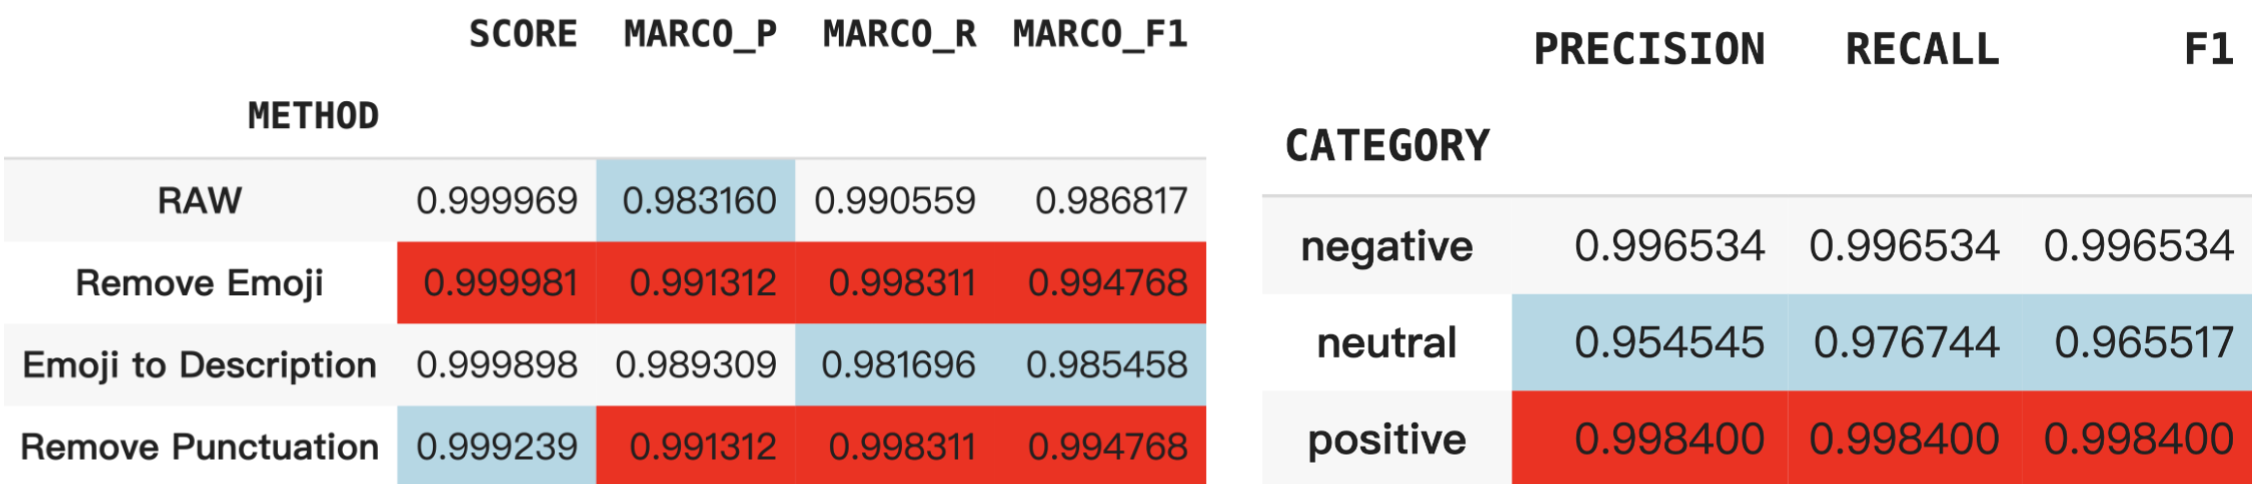 SCORE MARCO_P MARCO_R MARCO_F1
METHOD
RAW 0.999969 0.983160 0.990559 0.986817
Remove Emoji 0.999981 0.991312 0.998311 0.994768
Emoji to Description 0.999898 0.989309 0.981696 0.985458
Remove Punctuation 0.999239 0.991312 0.998311 0.994768
PRECISION RECALL F1
CATEGORY
negative 0.996534 0.996534 0.996534
neutral 0.954545 0.976744 0.965517
positive 0.998400 0.998400 0.998400